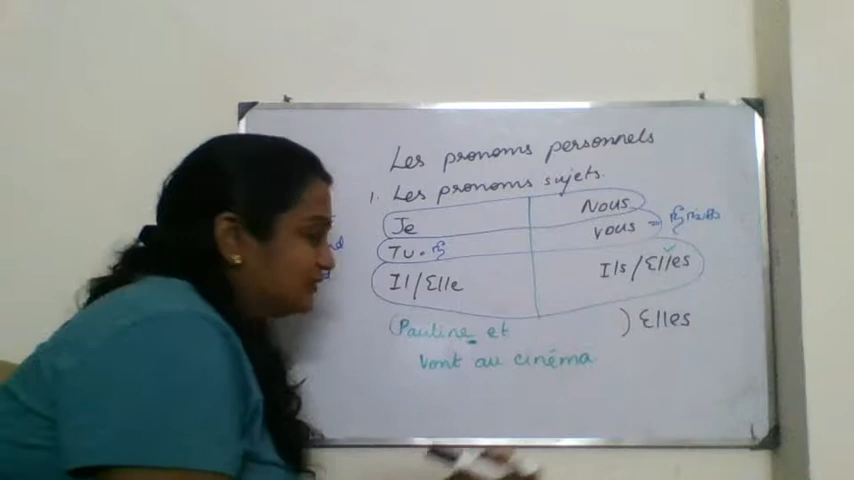 Les pronoms personnels
1. Les pronoms sujets.
Je Nous
Tu. நீ vous = நீங்கள்
Il/Elle Ils/Elles
(Pauline et ) Elles
vont au cinéma